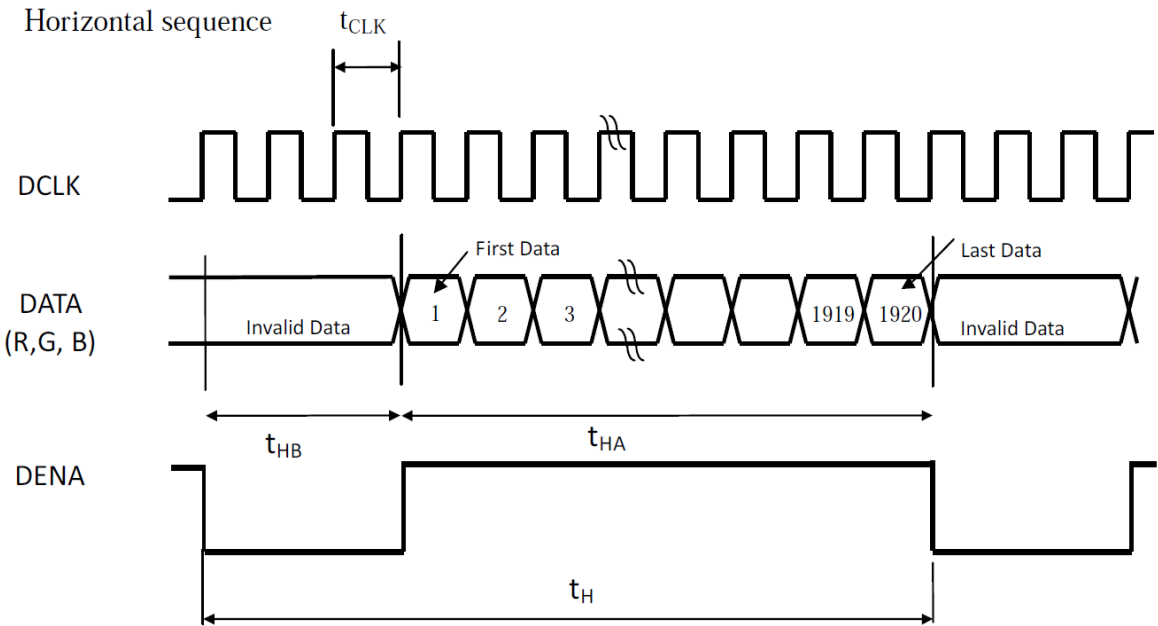 Horizontal sequence
tCLK
DCLK
First Data
Last Data
DATA
(R,G, B)
Invalid Data
1
2
3
1919
1920
Invalid Data
tHB
tHA
DENA
tH